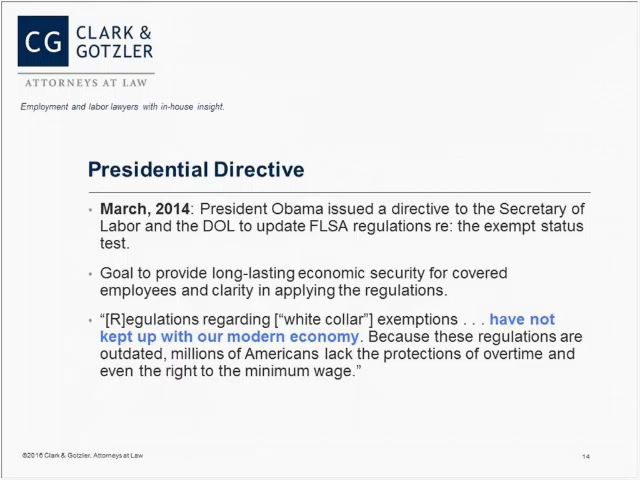 CG
CLARK &
GOTZLER
ATTORNEYS AT LAW
Employment and labor lawyers with in-house insight.
Presidential Directive
• March, 2014: President Obama issued a directive to the Secretary of
Labor and the DOL to update FLSA regulations re: the exempt status
test.
• Goal to provide long-lasting economic security for covered
employees and clarity in applying the regulations.
• “[R]egulations regarding [“white collar”] exemptions . . . have not
kept up with our modern economy. Because these regulations are
outdated, millions of Americans lack the protections of overtime and
even the right to the minimum wage.”
©2016 Clark & Gotzler, Attorneys at Law
14